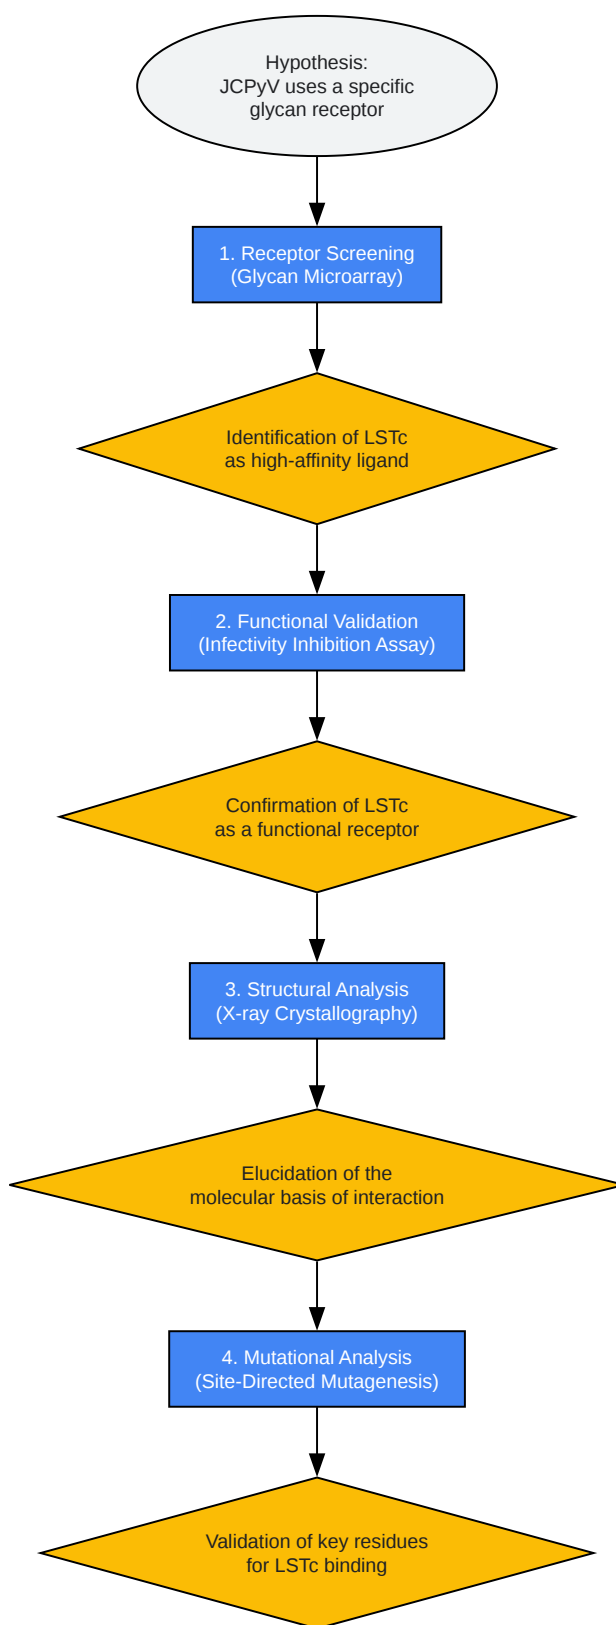 Hypothesis:
JCPyV uses a specific
glycan receptor
1. Receptor Screening
(Glycan Microarray)
Identification of LSTc
as high-affinity ligand
2. Functional Validation
(Infectivity Inhibition Assay)
Confirmation of LSTc
as a functional receptor
3. Structural Analysis
(X-ray Crystallography)
Elucidation of the
molecular basis of interaction
4. Mutational Analysis
(Site-Directed Mutagenesis)
Validation of key residues
for LSTc binding